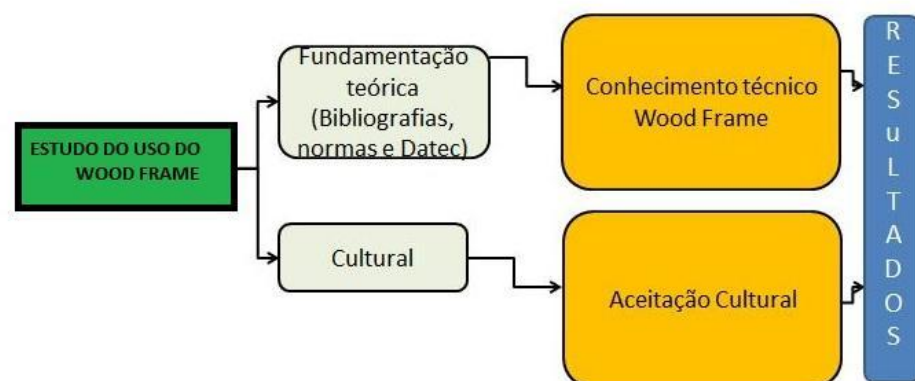 ESTUDO DO USO DO
WOOD FRAME
Fundamentação
teórica
(Bibliografias,
normas e Datec)
Conhecimento técnico
Wood Frame
Cultural
Aceitação Cultural
R
E
S
u
L
T
A
D
O
S